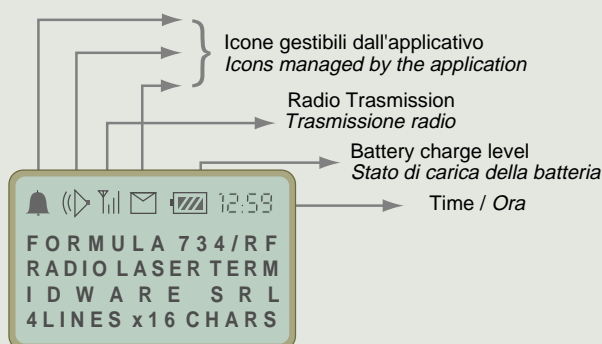 Icone gestibili dall'applicativo
Icons managed by the application
Radio Trasmission
Trasmissione radio
Battery charge level
Stato di carica della batteria
Time / Ora
12:59
FORMULA 734/RF
RADIO LASER TERM
IDWARE SRL
4LINES x16 CHARS